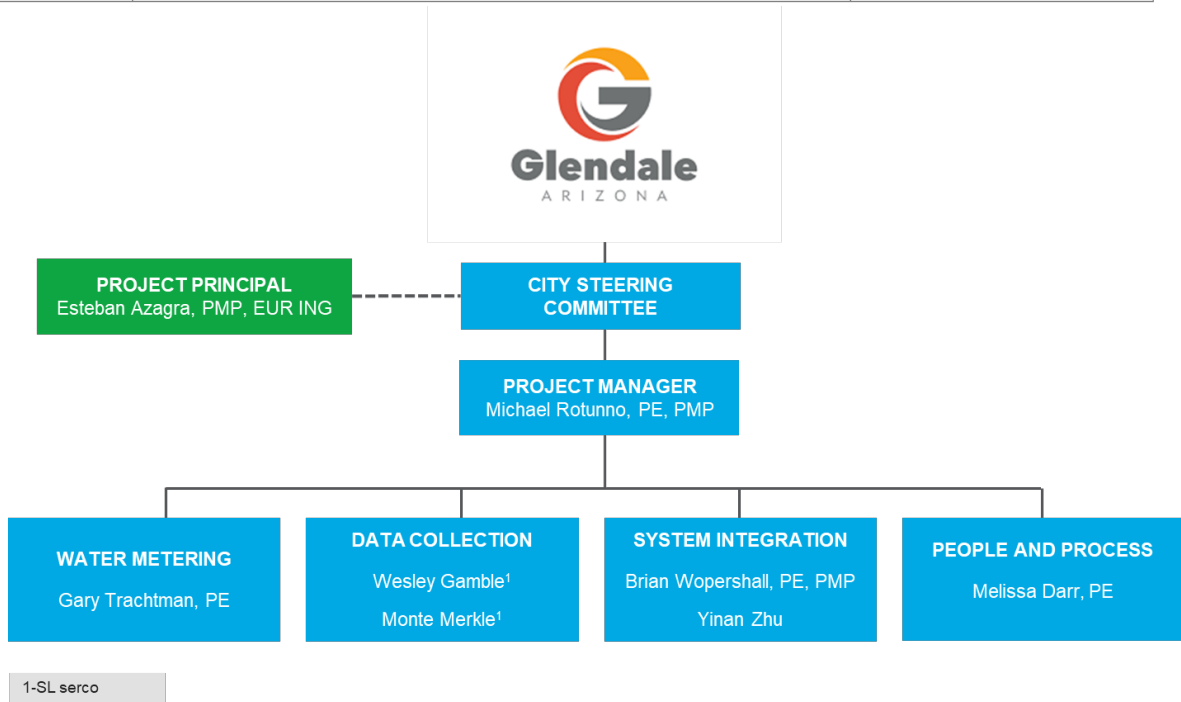 Glendale
ARIZONA
PROJECT PRINCIPAL
Esteban Azagra, PMP, EUR ING
CITY STEERING
COMMITTEE
PROJECT MANAGER
Michael Rotunno, PE, PMP
WATER METERING
Gary Trachtman, PE
DATA COLLECTION
Wesley Gamble¹
Monte Merkle¹
SYSTEM INTEGRATION
Brian Wopershall, PE, PMP
Yinan Zhu
PEOPLE AND PROCESS
Melissa Darr, PE
1-SL serco